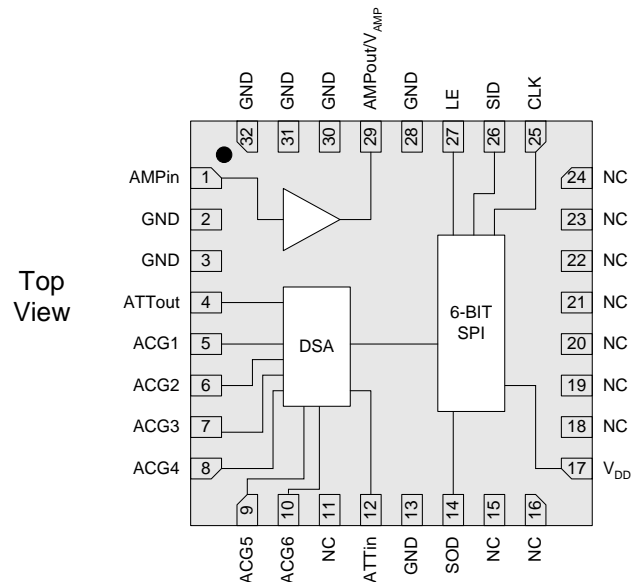 GND
GND
GND
AMPout/V_AMP
GND
LE
SID
CLK
32
31
30
29
28
27
26
25
AMPin 1
GND 2
GND 3
ATTout 4
ACG1 5
ACG2 6
ACG3 7
ACG4 8
Top
View
DSA
6-BIT
SPI
24 NC
23 NC
22 NC
21 NC
20 NC
19 NC
18 NC
17 V_DD
9
10
11
12
13
14
15
16
ACG5
ACG6
NC
ATTin
GND
SOD
NC
NC